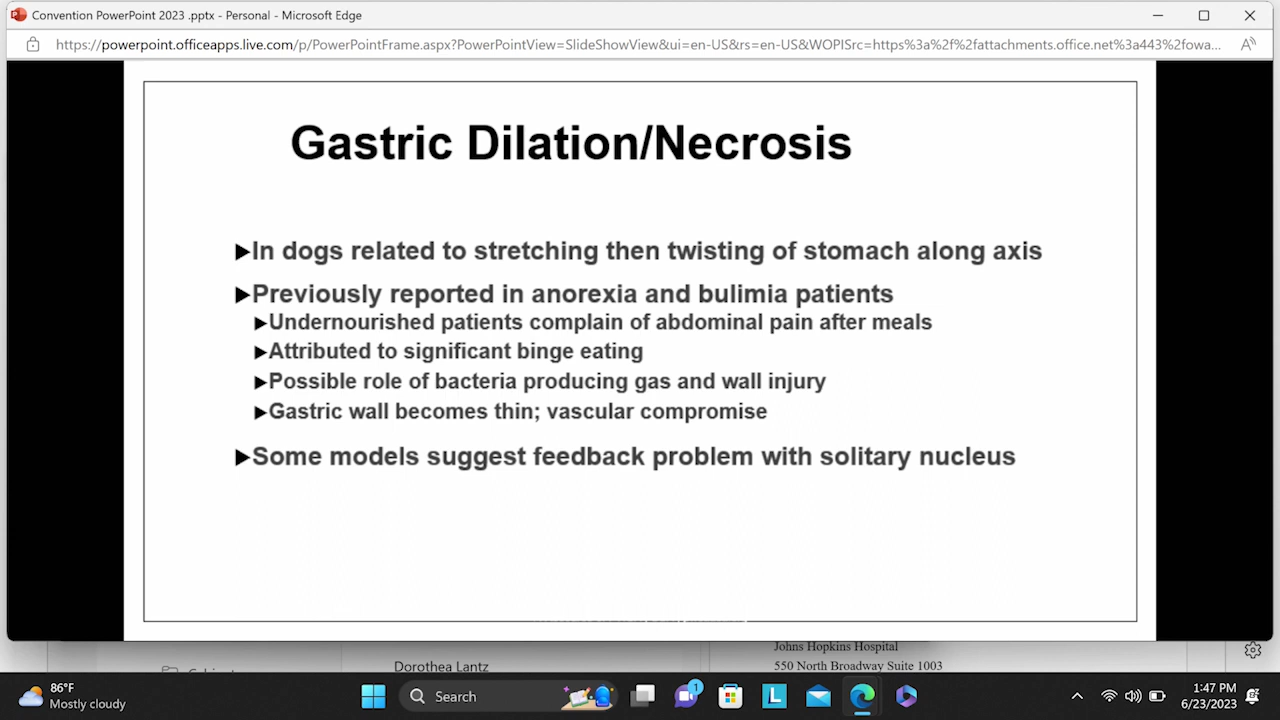 Convention PowerPoint 2023 .pptx - Personal - Microsoft Edge
https://powerpoint.officeapps.live.com/p/PowerPointFrame.aspx?PowerPointView=SlideShowView&ui=en-US&rs=en-US&WOPISrc=https%3a%2f%2fattachments.office.net%3a443%2fowa...
Gastric Dilation/Necrosis
In dogs related to stretching then twisting of stomach along axis
Previously reported in anorexia and bulimia patients
Undernourished patients complain of abdominal pain after meals
Attributed to significant binge eating
Possible role of bacteria producing gas and wall injury
Gastric wall becomes thin; vascular compromise
Some models suggest feedback problem with solitary nucleus
Johns Hopkins Hospital
Dorothea Lantz
550 North Broadway Suite 1003
86°F
Mostly cloudy
Search
1
L
1:47 PM
6/23/2023